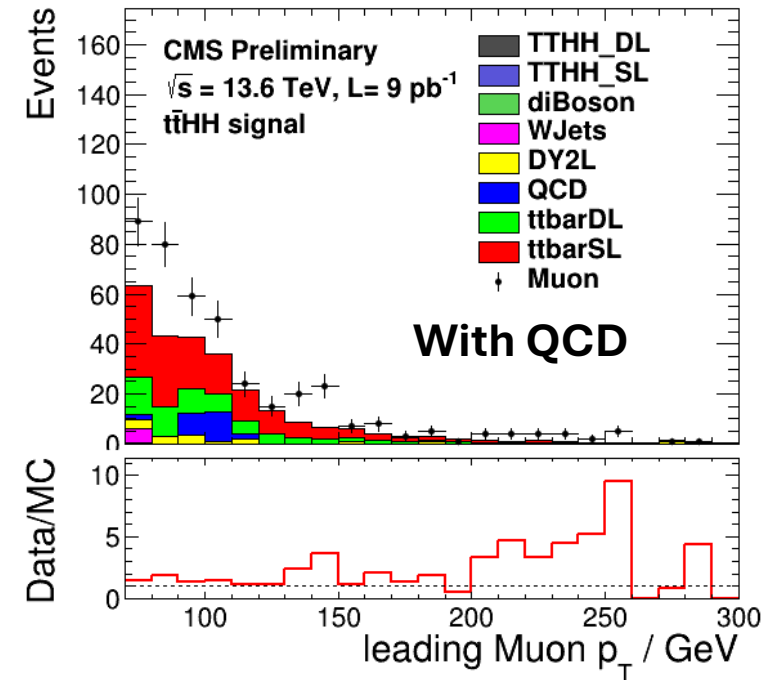 Events
160
140
120
100
80
60
40
20
0
CMS Preliminary
√s = 13.6 TeV, L= 9 pb⁻¹
tt̄HH signal
TTHH_DL
TTHH_SL
diBoson
WJets
DY2L
QCD
ttbarDL
ttbarSL
Muon
With QCD
Data/MC
10
5
0
100 150 200 250 300
leading Muon p_T / GeV